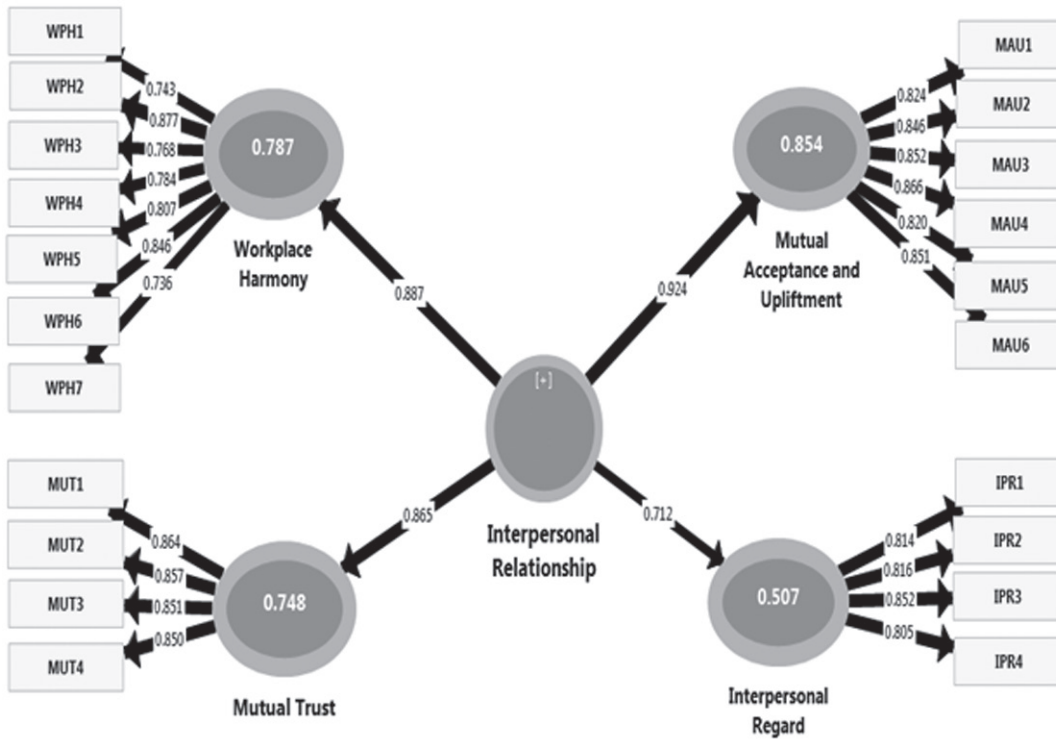 WPH1
WPH2
WPH3
WPH4
WPH5
WPH6
WPH7
0.743
0.877
0.768
0.784
0.807
0.846
0.736
0.787
Workplace
Harmony
MAU1
MAU2
MAU3
MAU4
MAU5
MAU6
0.824
0.846
0.852
0.866
0.820
0.851
0.854
Mutual
Acceptance and
Upliftment
0.887
0.924
[+]
Interpersonal
Relationship
0.865
0.712
MUT1
MUT2
MUT3
MUT4
0.864
0.857
0.851
0.850
0.748
Mutual Trust
IPR1
IPR2
IPR3
IPR4
0.814
0.816
0.852
0.805
0.507
Interpersonal
Regard